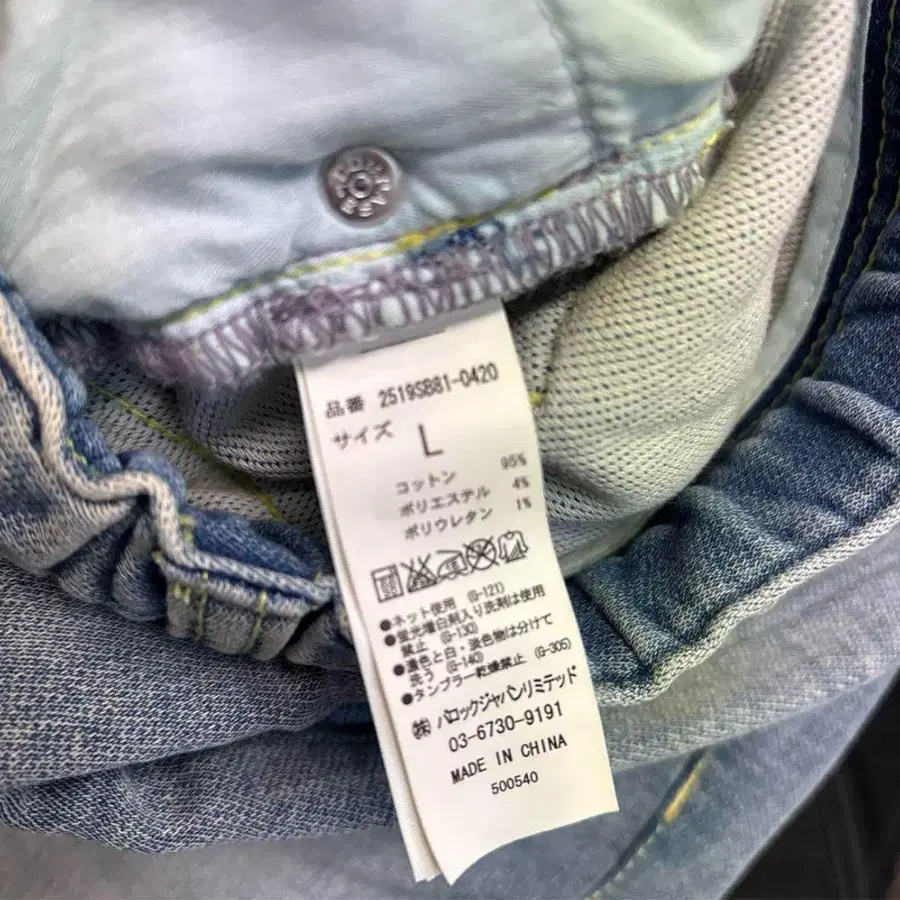 品番 2519SB81-0420
サイズ L
コットン 95%
ポリエステル 4%
ポリウレタン 1%
●ネット使用 (G-121)
●蛍光増白剤入り洗剤は使用
禁止 (G-130)
●濃色と白・淡色物は分けて
洗う (G-140)
●タンブラー乾燥禁止 (G-305)
㈱ バロックジャパンリミテッド
03-6730-9191
MADE IN CHINA
500540